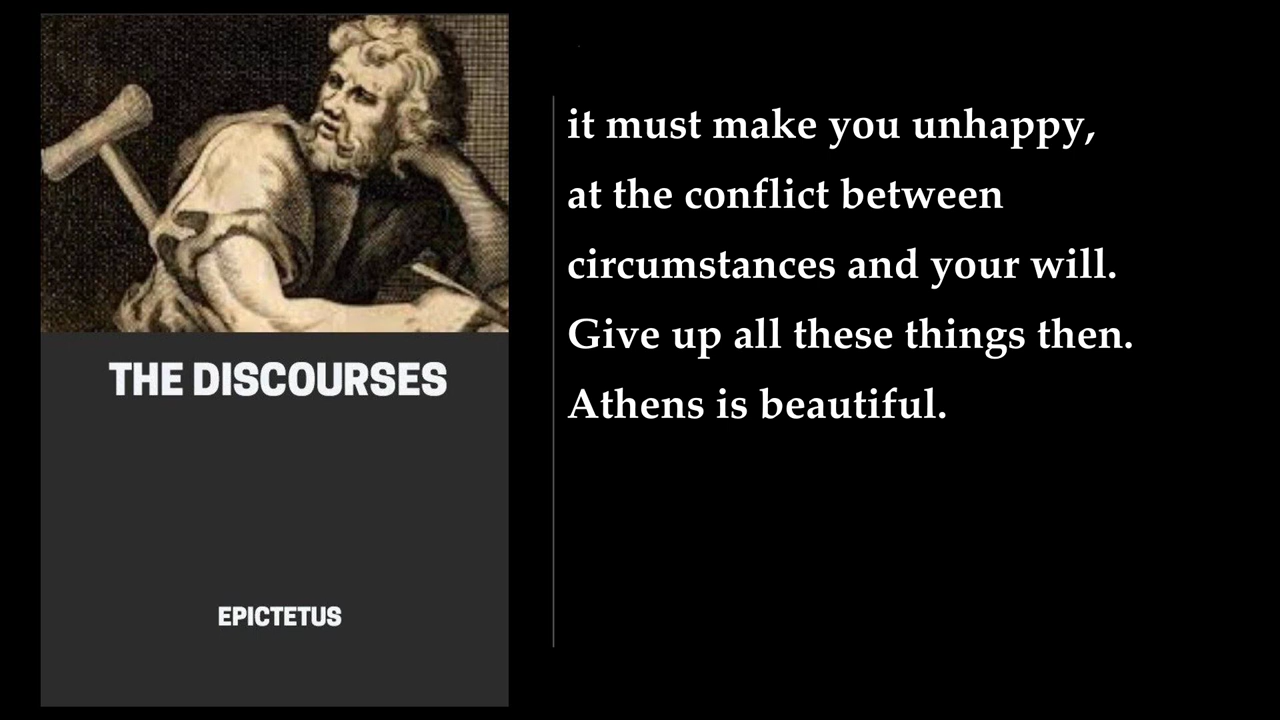 THE DISCOURSES
EPICTETUS
it must make you unhappy,
at the conflict between
circumstances and your will.
Give up all these things then.
Athens is beautiful.